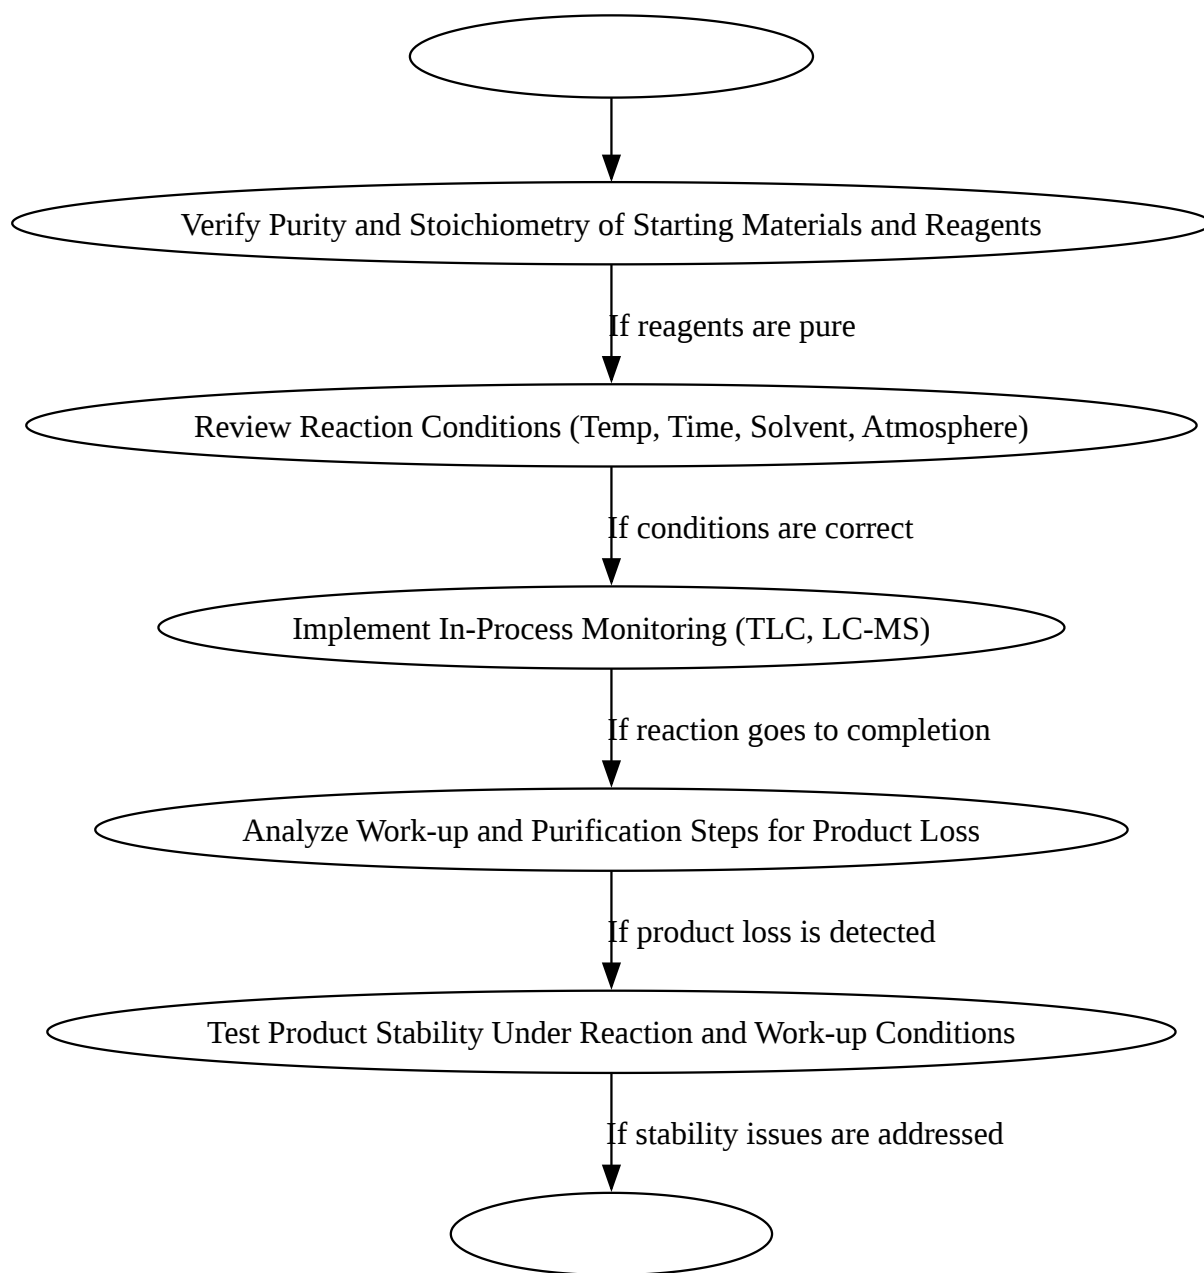 Verify Purity and Stoichiometry of Starting Materials and Reagents
If reagents are pure
Review Reaction Conditions (Temp, Time, Solvent, Atmosphere)
If conditions are correct
Implement In-Process Monitoring (TLC, LC-MS)
If reaction goes to completion
Analyze Work-up and Purification Steps for Product Loss
If product loss is detected
Test Product Stability Under Reaction and Work-up Conditions
If stability issues are addressed